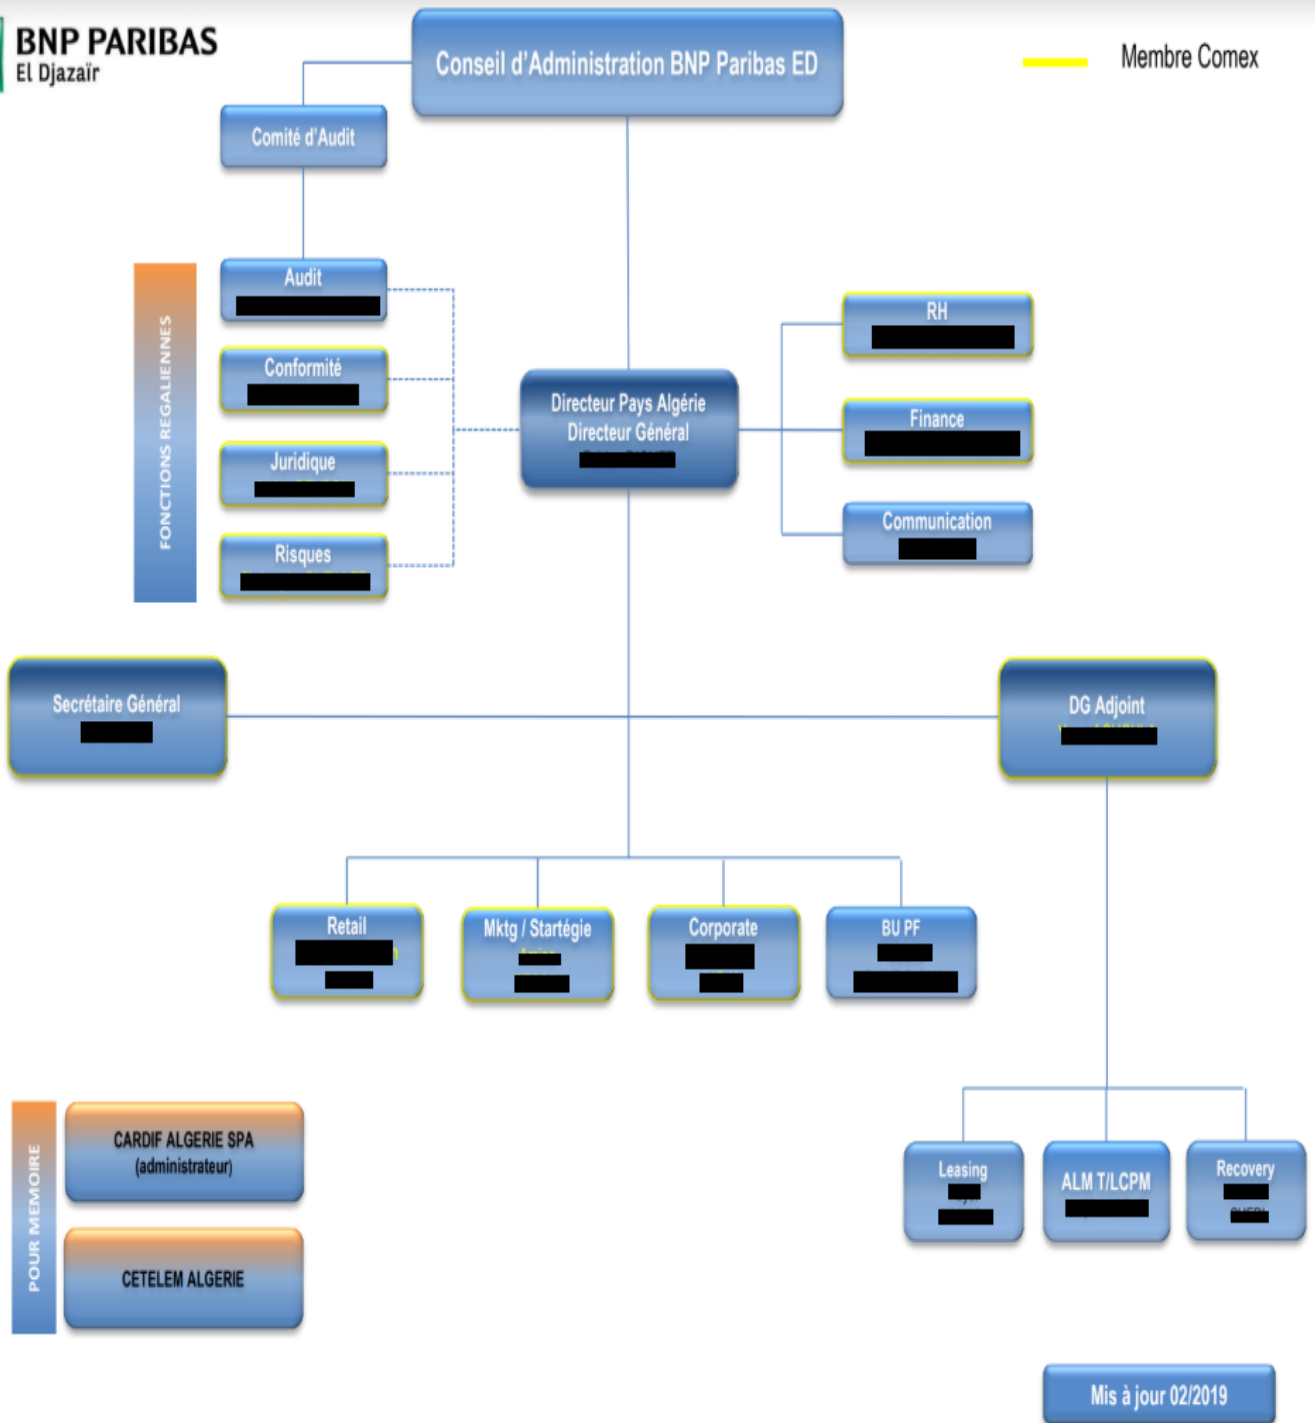 BNP PARIBAS
El Djazaïr
Conseil d'Administration BNP Paribas ED
Membre Comex
Comité d'Audit
FONCTIONS REGALIENNES
Audit
Conformité
Juridique
Risques
Directeur Pays Algérie
Directeur Général
RH
Finance
Communication
Secrétaire Général
DG Adjoint
Retail
Mktg / Startégie
Corporate
BU PF
POUR MEMOIRE
CARDIF ALGERIE SPA
(administrateur)
CETELEM ALGERIE
Leasing
ALM T/LCPM
Recovery
Mis à jour 02/2019